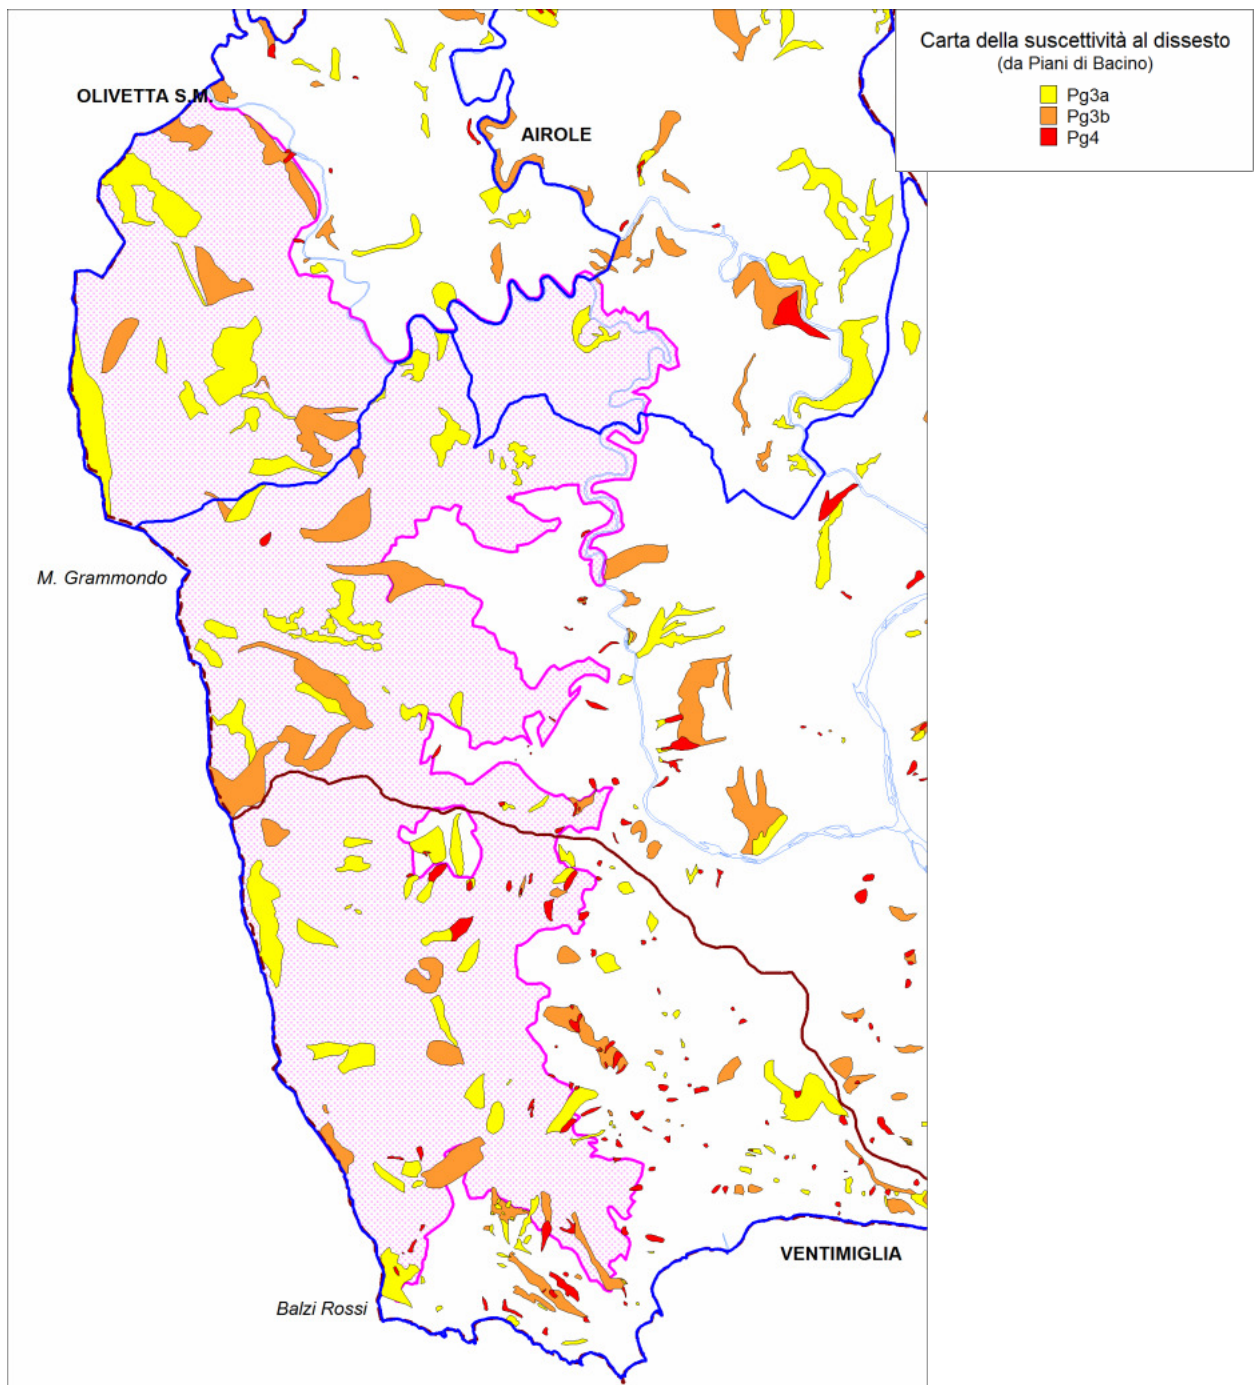 Carta della suscettività al dissesto
(da Piani di Bacino)
Pg3a
Pg3b
Pg4
OLIVETTA S.M.
AIROLE
M. Grammondo
VENTIMIGLIA
Balzi Rossi